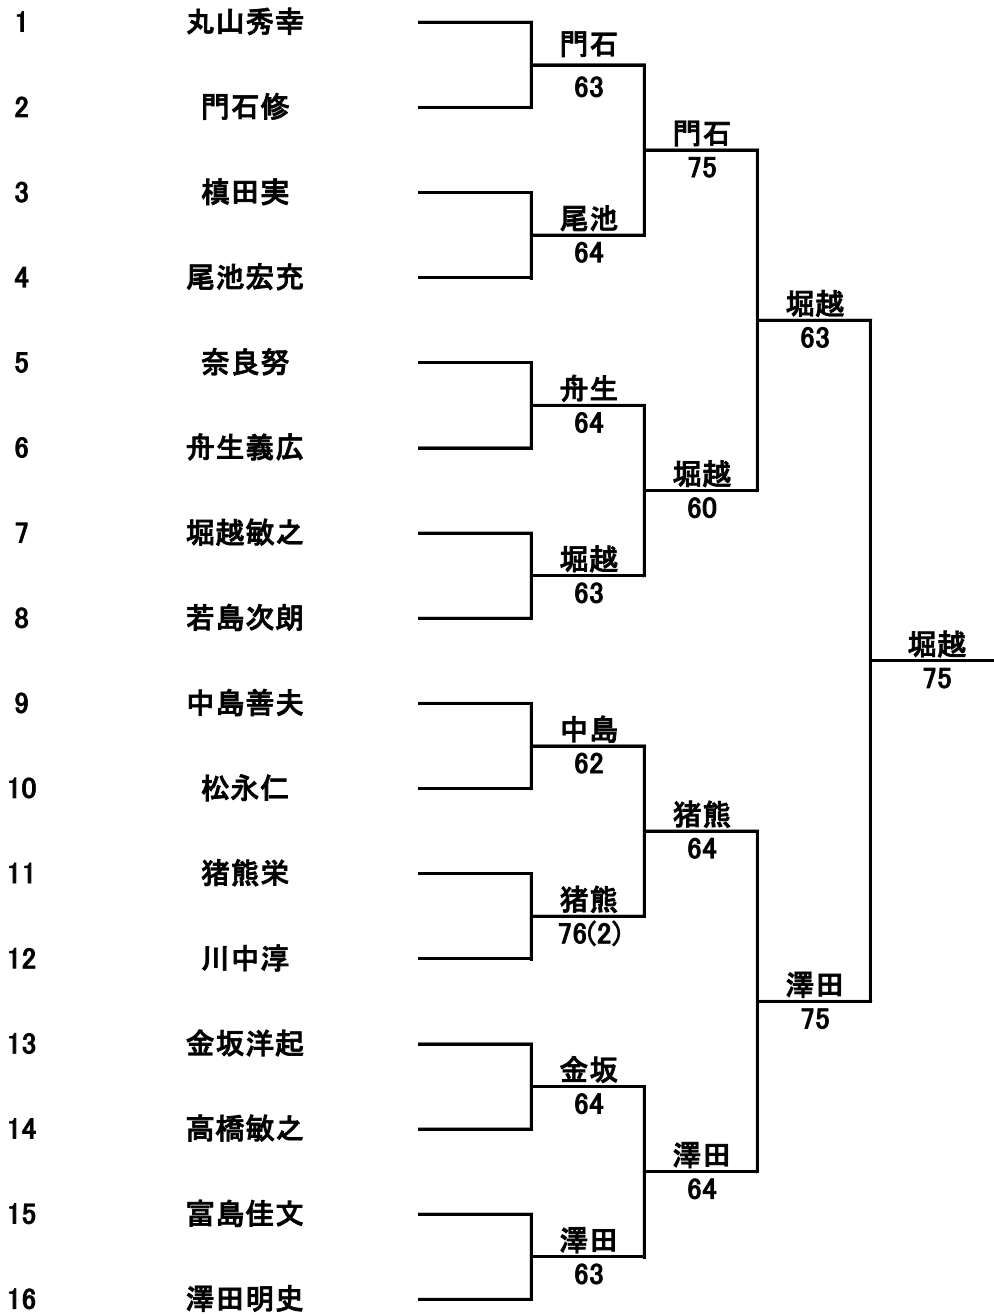 1 丸山秀幸
門石
63
2 門石修
門石
75
3 槙田実
尾池
64
4 尾池宏充
堀越
63
5 奈良努
舟生
64
6 舟生義広
堀越
60
7 堀越敏之
堀越
63
8 若島次朗
堀越
75
9 中島善夫
中島
62
10 松永仁
猪熊
64
11 猪熊栄
猪熊
76(2)
12 川中淳
澤田
75
13 金坂洋起
金坂
64
14 高橋敏之
澤田
64
15 富島佳文
澤田
63
16 澤田明史